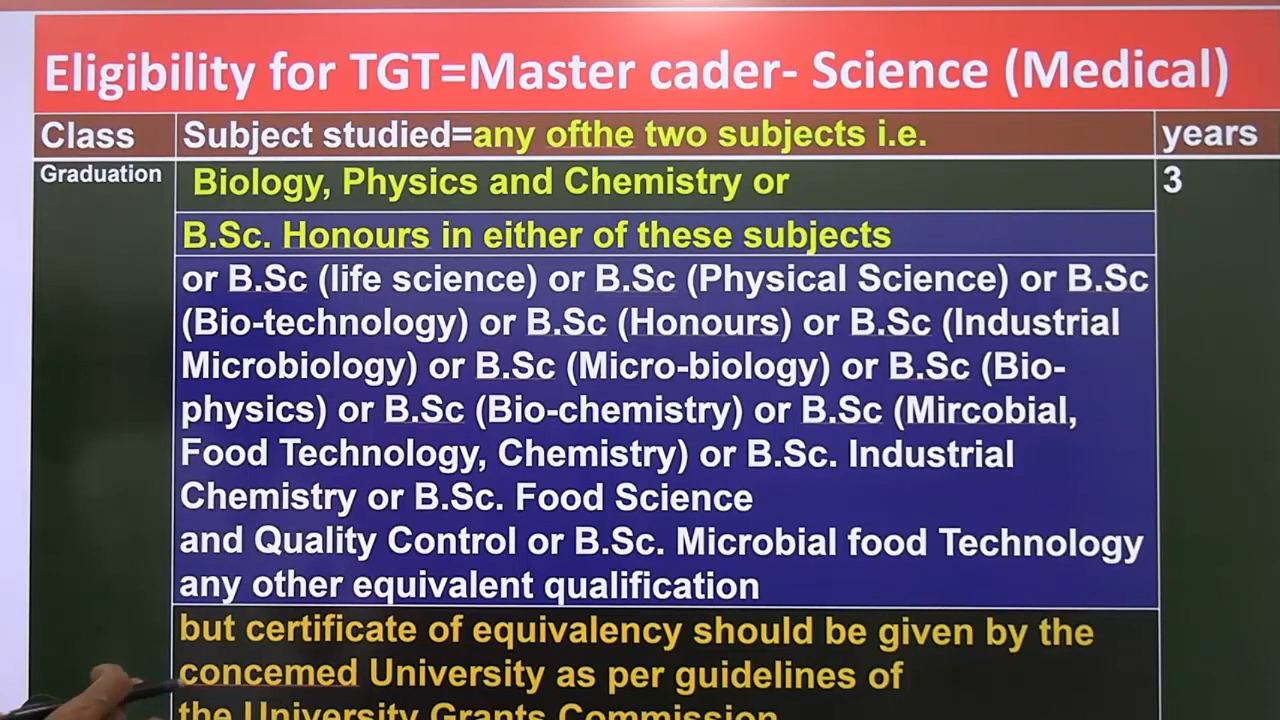 Eligibility for TGT=Master cader- Science (Medical)
Class Subject studied=any ofthe two subjects i.e. years
Graduation Biology, Physics and Chemistry or 3
B.Sc. Honours in either of these subjects
or B.Sc (life science) or B.Sc (Physical Science) or B.Sc
(Bio-technology) or B.Sc (Honours) or B.Sc (Industrial
Microbiology) or B.Sc (Micro-biology) or B.Sc (Bio-
physics) or B.Sc (Bio-chemistry) or B.Sc (Mircobial,
Food Technology, Chemistry) or B.Sc. Industrial
Chemistry or B.Sc. Food Science
and Quality Control or B.Sc. Microbial food Technology
any other equivalent qualification
but certificate of equivalency should be given by the
concemed University as per guidelines of
the University Grants Commission